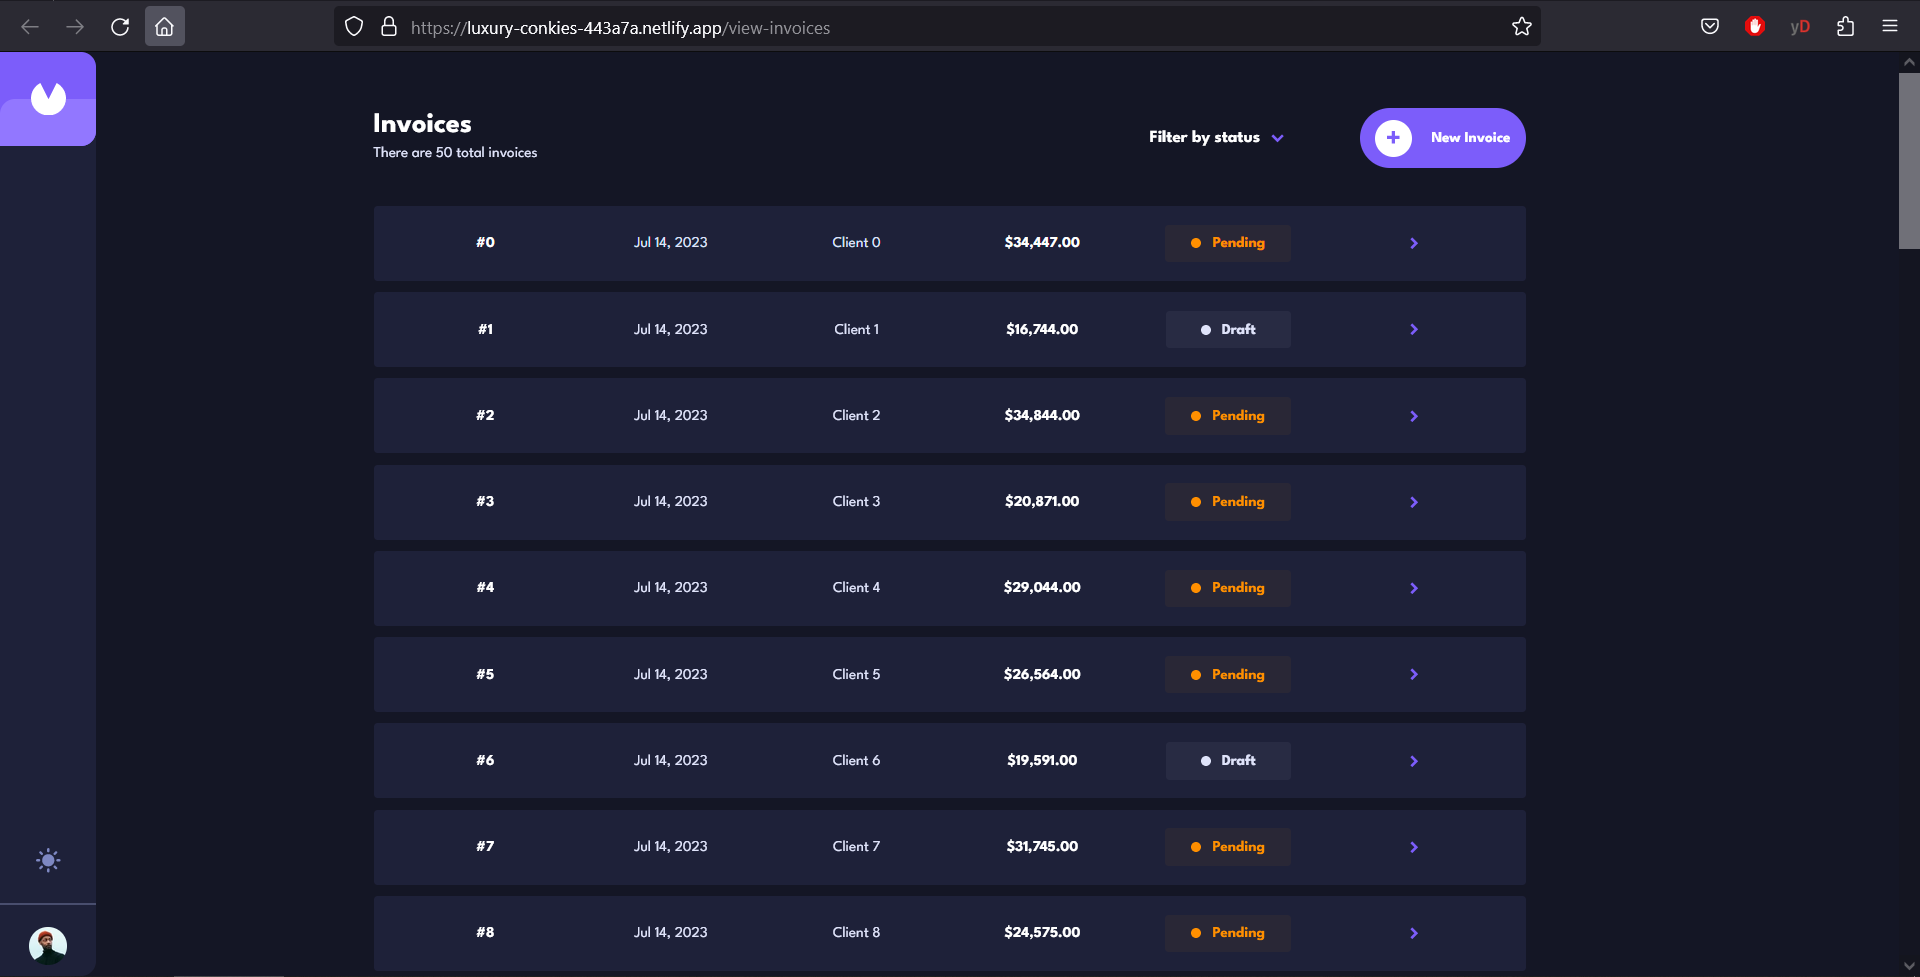 https://luxury-conkies-443a7a.netlify.app/view-invoices
yD
Invoices
There are 50 total invoices
Filter by status
New Invoice
#0 Jul 14, 2023 Client 0 $34,447.00 Pending
#1 Jul 14, 2023 Client 1 $16,744.00 Draft
#2 Jul 14, 2023 Client 2 $34,844.00 Pending
#3 Jul 14, 2023 Client 3 $20,871.00 Pending
#4 Jul 14, 2023 Client 4 $29,044.00 Pending
#5 Jul 14, 2023 Client 5 $26,564.00 Pending
#6 Jul 14, 2023 Client 6 $19,591.00 Draft
#7 Jul 14, 2023 Client 7 $31,745.00 Pending
#8 Jul 14, 2023 Client 8 $24,575.00 Pending